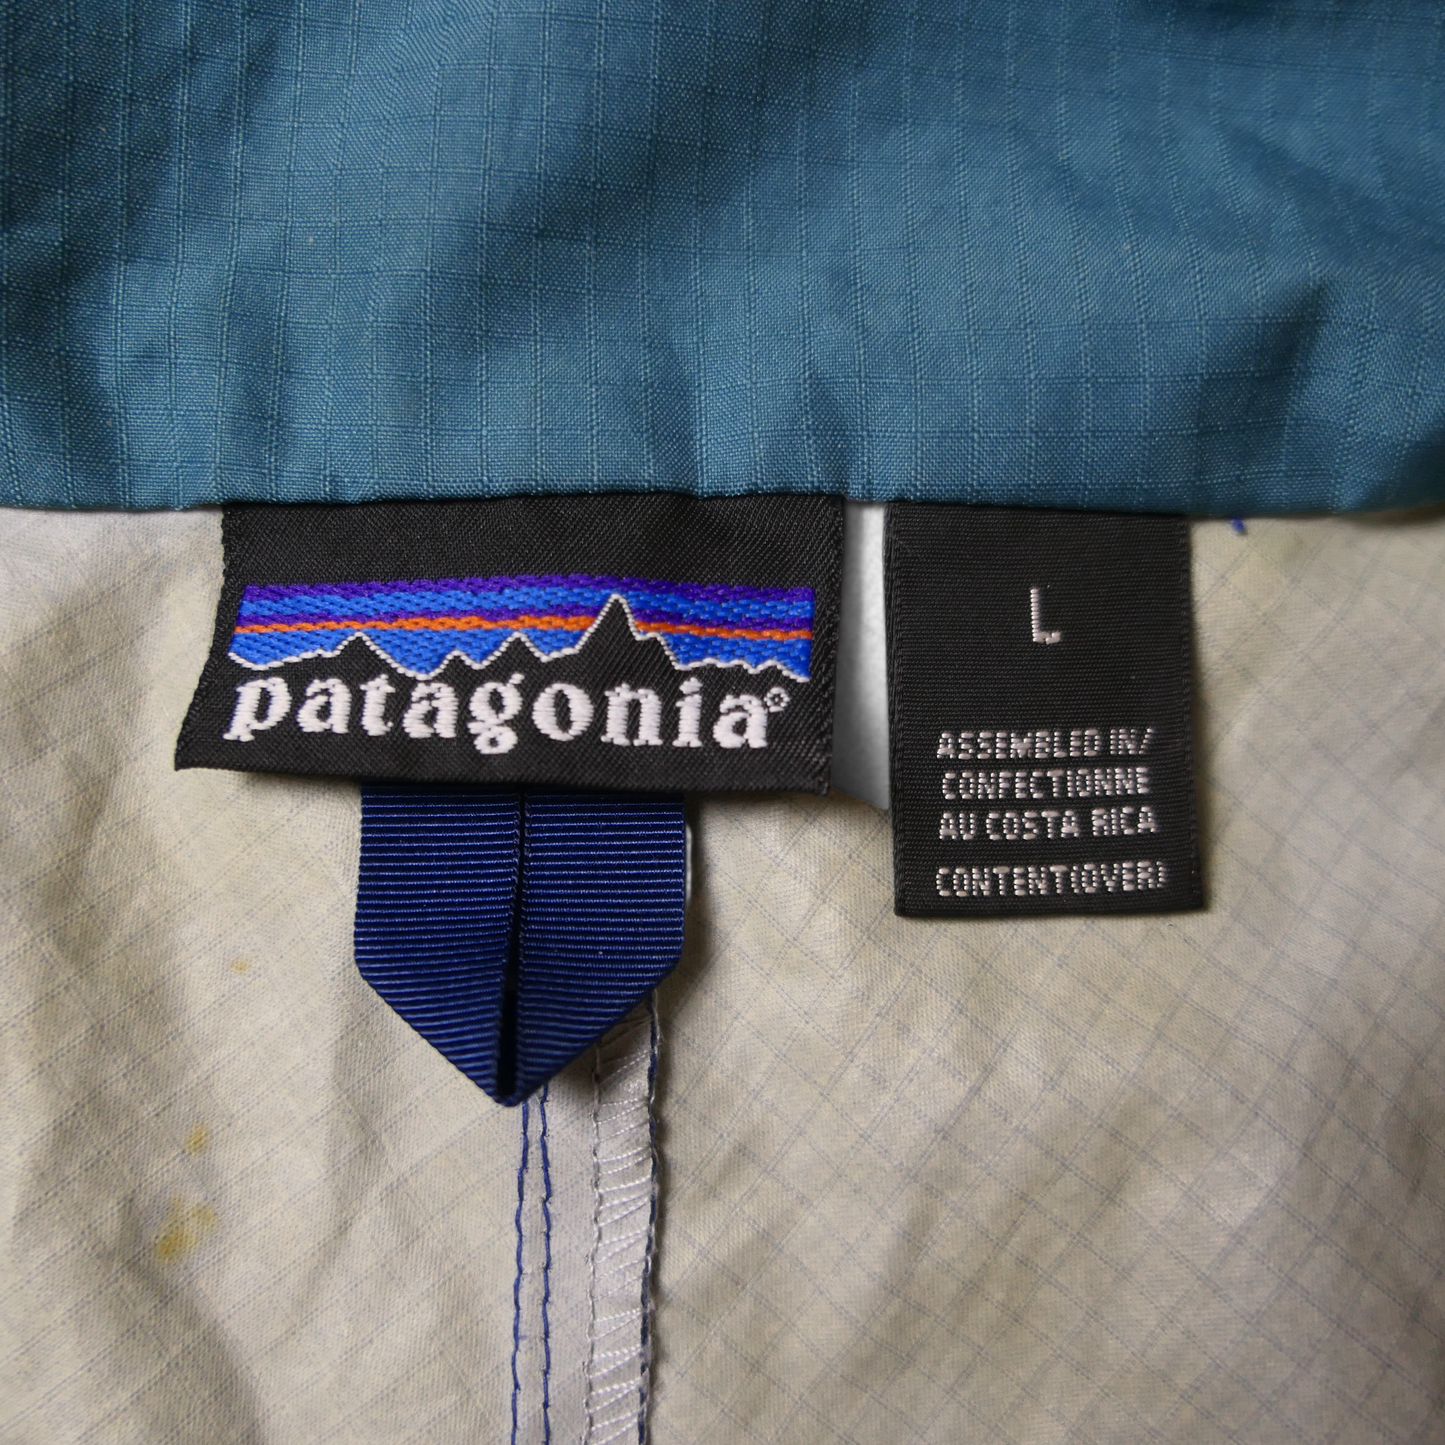 patagonia®
L
ASSEMBLED IN/
CONFECTIONNE
AU COSTA RICA
CONTENT(OVER)